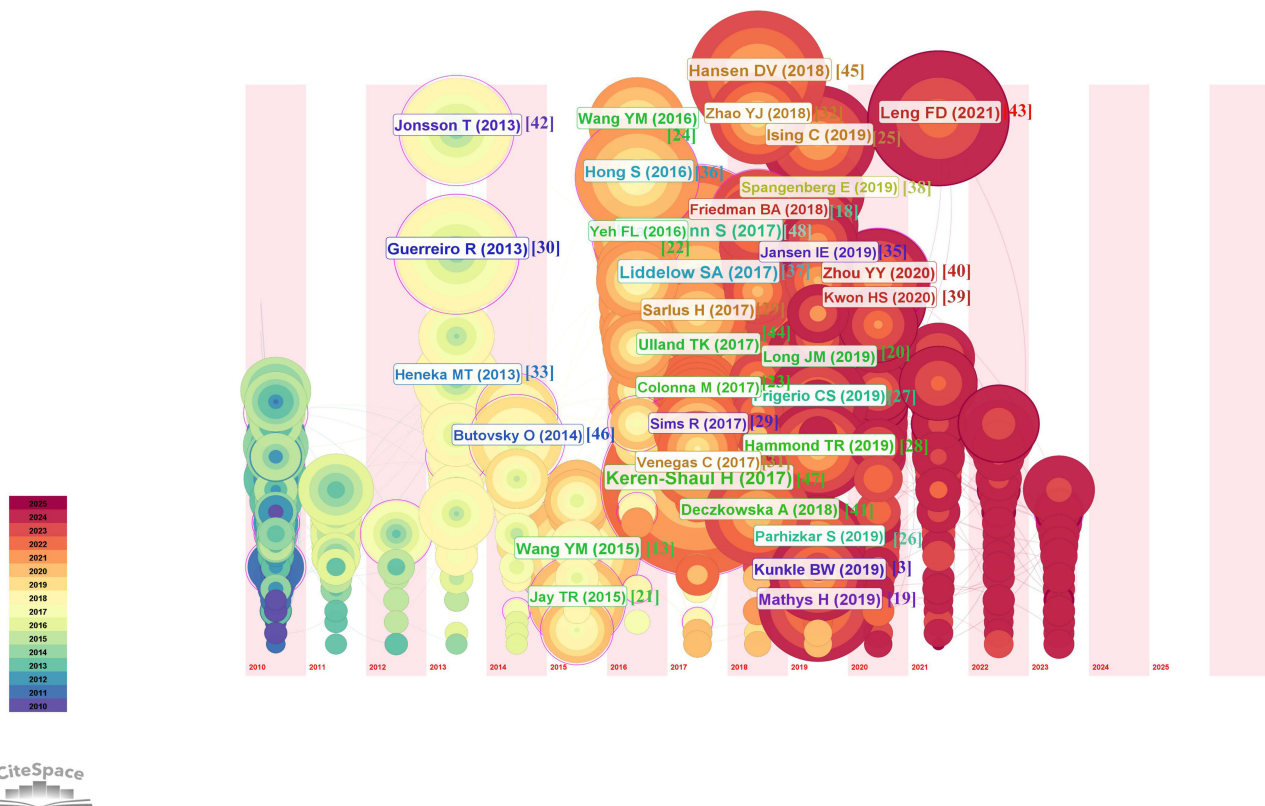 Hansen DV (2018) [45]
Wang YM (2016)
[24]
Zhao YJ (2018) [32]
Leng FD (2021) [43]
Jonsson T (2013) [42]
Ising C (2019) [25]
Hong S (2016) [36]
Spangenberg E (2019) [38]
Friedman BA (2018) [18]
Yeh FL (2016)
[22]
nn S (2017) [48]
Guerreiro R (2013) [30]
Jansen IE (2019) [35]
Liddelow SA (2017) [37]
Zhou YY (2020) [40]
Kwon HS (2020) [39]
Sarlus H (2017)
[44]
Ulland TK (2017)
Long JM (2019) [20]
Heneka MT (2013) [33]
Colonna M (2017) [23]
Frigerio CS (2019) [27]
Sims R (2017) [29]
Butovsky O (2014) [46]
Hammond TR (2019) [28]
Venegas C (2017) [31]
Keren-Shaul H (2017) [47]
Deczkowska A (2018) [41]
Parhizkar S (2019) [26]
Wang YM (2015) [13]
Kunkle BW (2019) [3]
Jay TR (2015) [21]
Mathys H (2019) [19]
2010 2011 2012 2013 2014 2015 2016 2017 2018 2019 2020 2021 2022 2023 2024 2025
2025
2024
2023
2022
2021
2020
2019
2018
2017
2016
2015
2014
2013
2012
2011
2010
CiteSpace